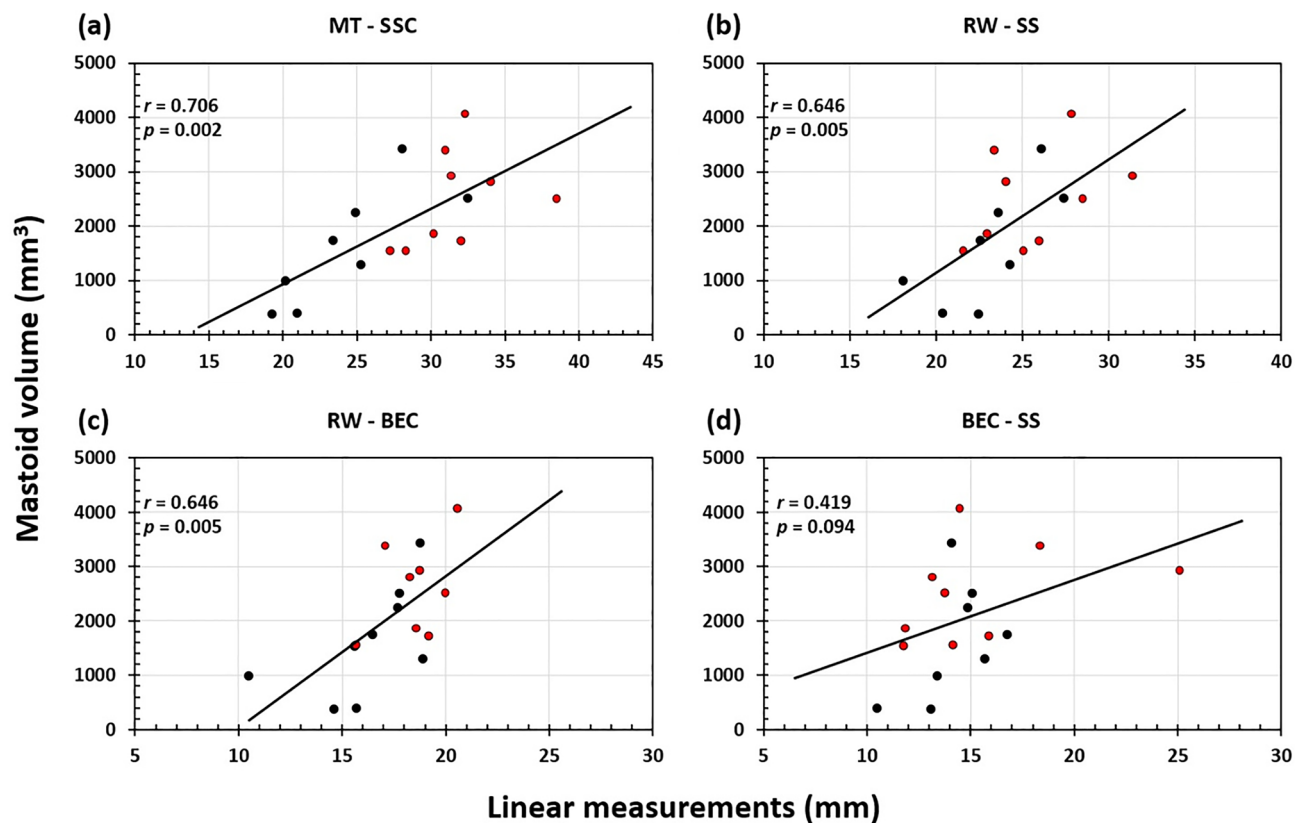 (a) MT - SSC
5000
4000
3000
2000
1000
0
r = 0.706
p = 0.002
10 15 20 25 30 35 40 45
(b) RW - SS
5000
4000
3000
2000
1000
0
r = 0.646
p = 0.005
10 15 20 25 30 35 40
(c) RW - BEC
5000
4000
3000
2000
1000
0
r = 0.646
p = 0.005
5 10 15 20 25 30
(d) BEC - SS
5000
4000
3000
2000
1000
0
r = 0.419
p = 0.094
5 10 15 20 25 30
Mastoid volume (mm³)
Linear measurements (mm)